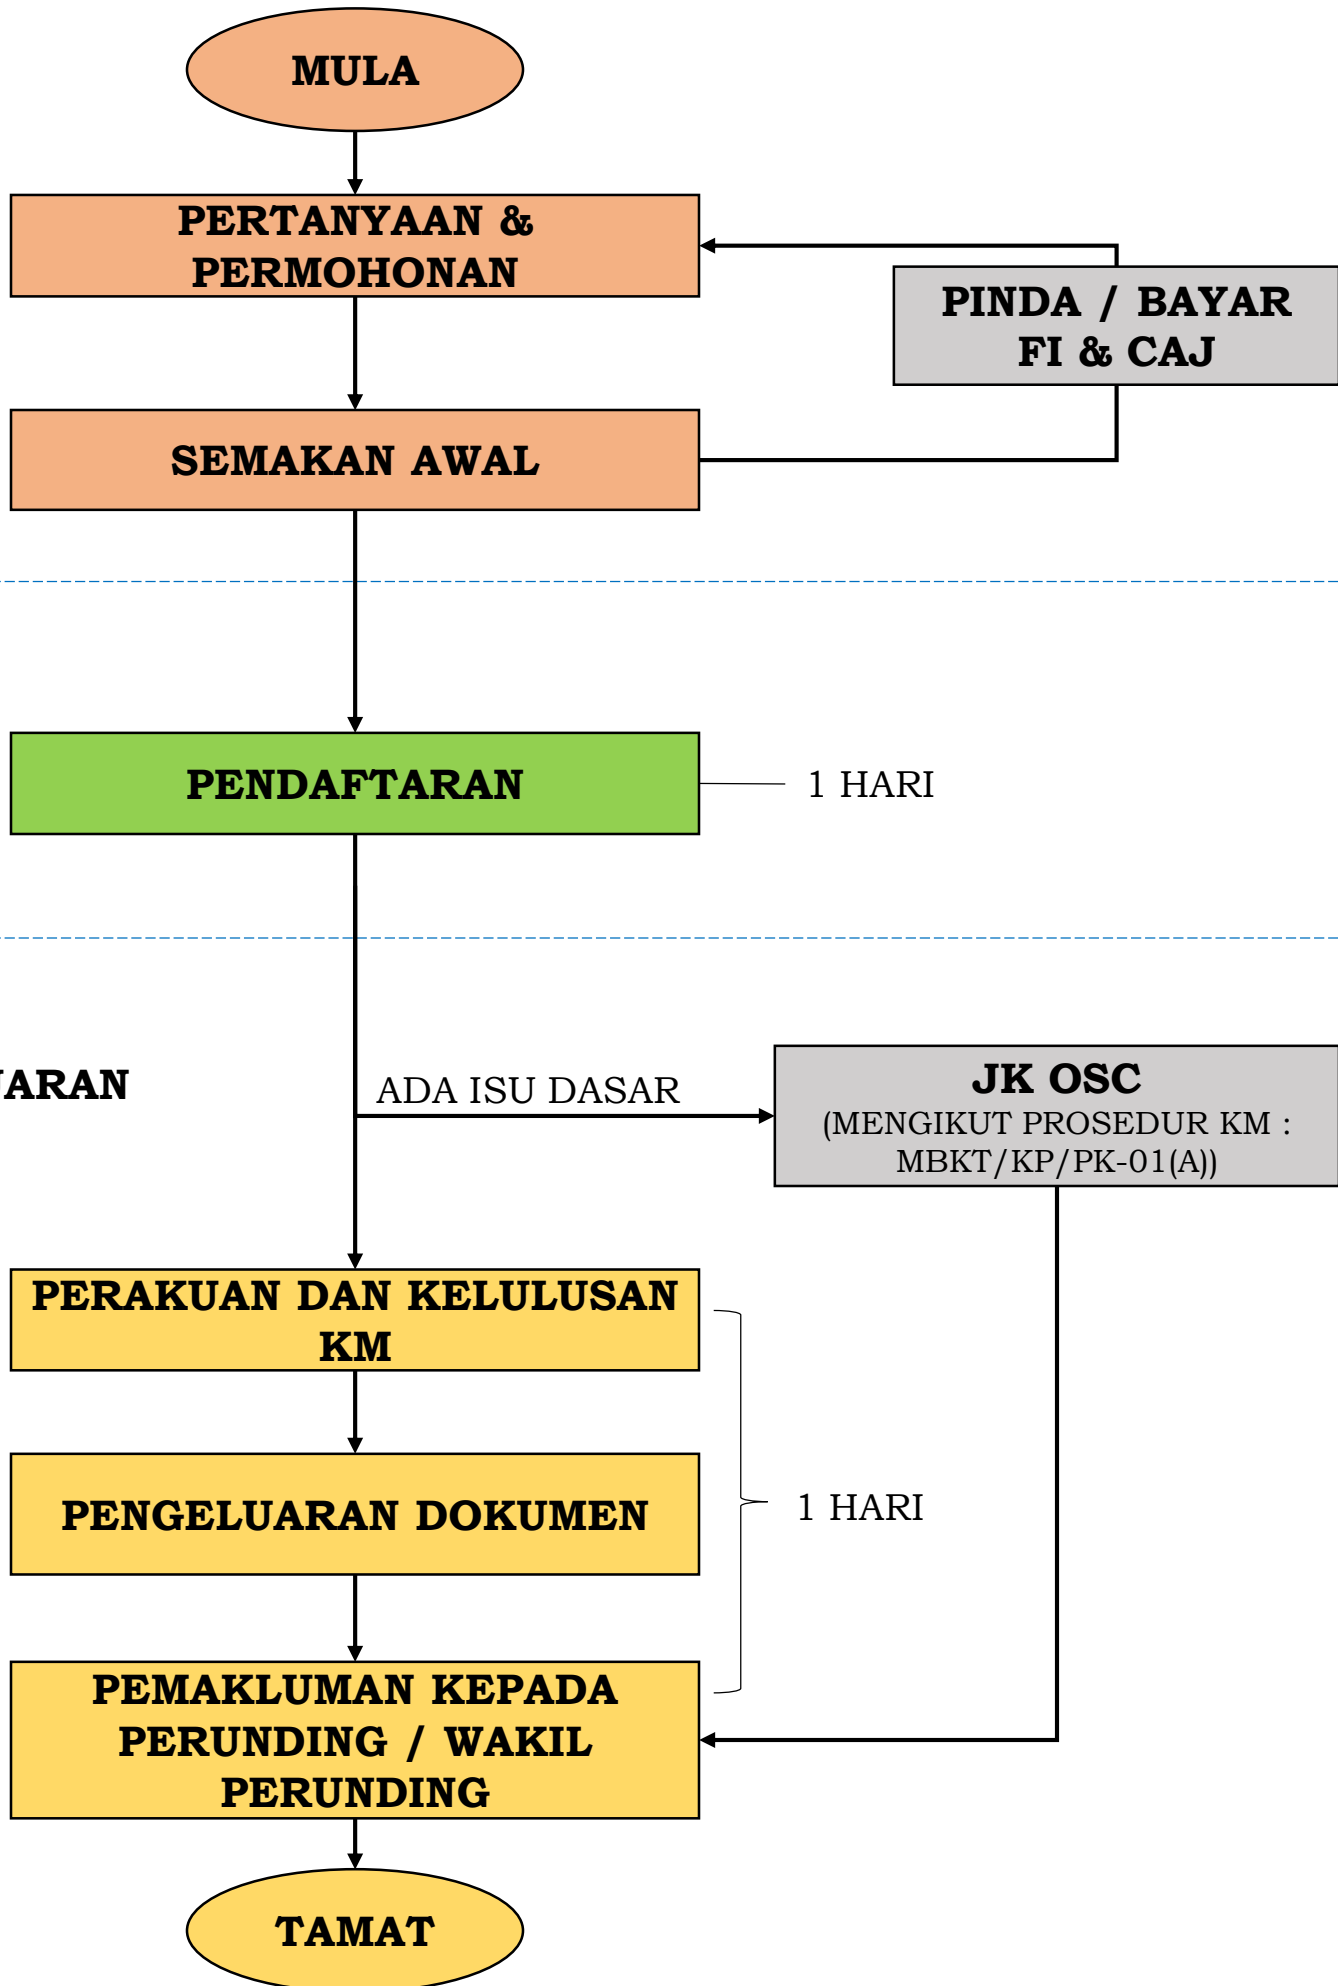 MULA
PERTANYAAN &
PERMOHONAN
PINDA / BAYAR
FI & CAJ
SEMAKAN AWAL
PENDAFTARAN
1 HARI
ADA ISU DASAR
JK OSC
(MENGIKUT PROSEDUR KM :
MBKT/KP/PK-01(A))
PERAKUAN DAN KELULUSAN
KM
PENGELUARAN DOKUMEN
1 HARI
PEMAKLUMAN KEPADA
PERUNDING / WAKIL
PERUNDING
TAMAT